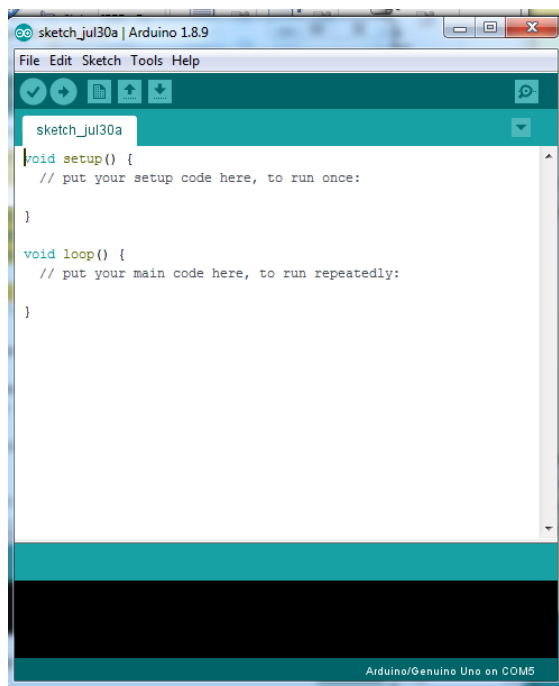 sketch_jul30a | Arduino 1.8.9
File Edit Sketch Tools Help
sketch_jul30a
void setup() {
  // put your setup code here, to run once:
}
void loop() {
  // put your main code here, to run repeatedly:
}
Arduino/Genuino Uno on COM5